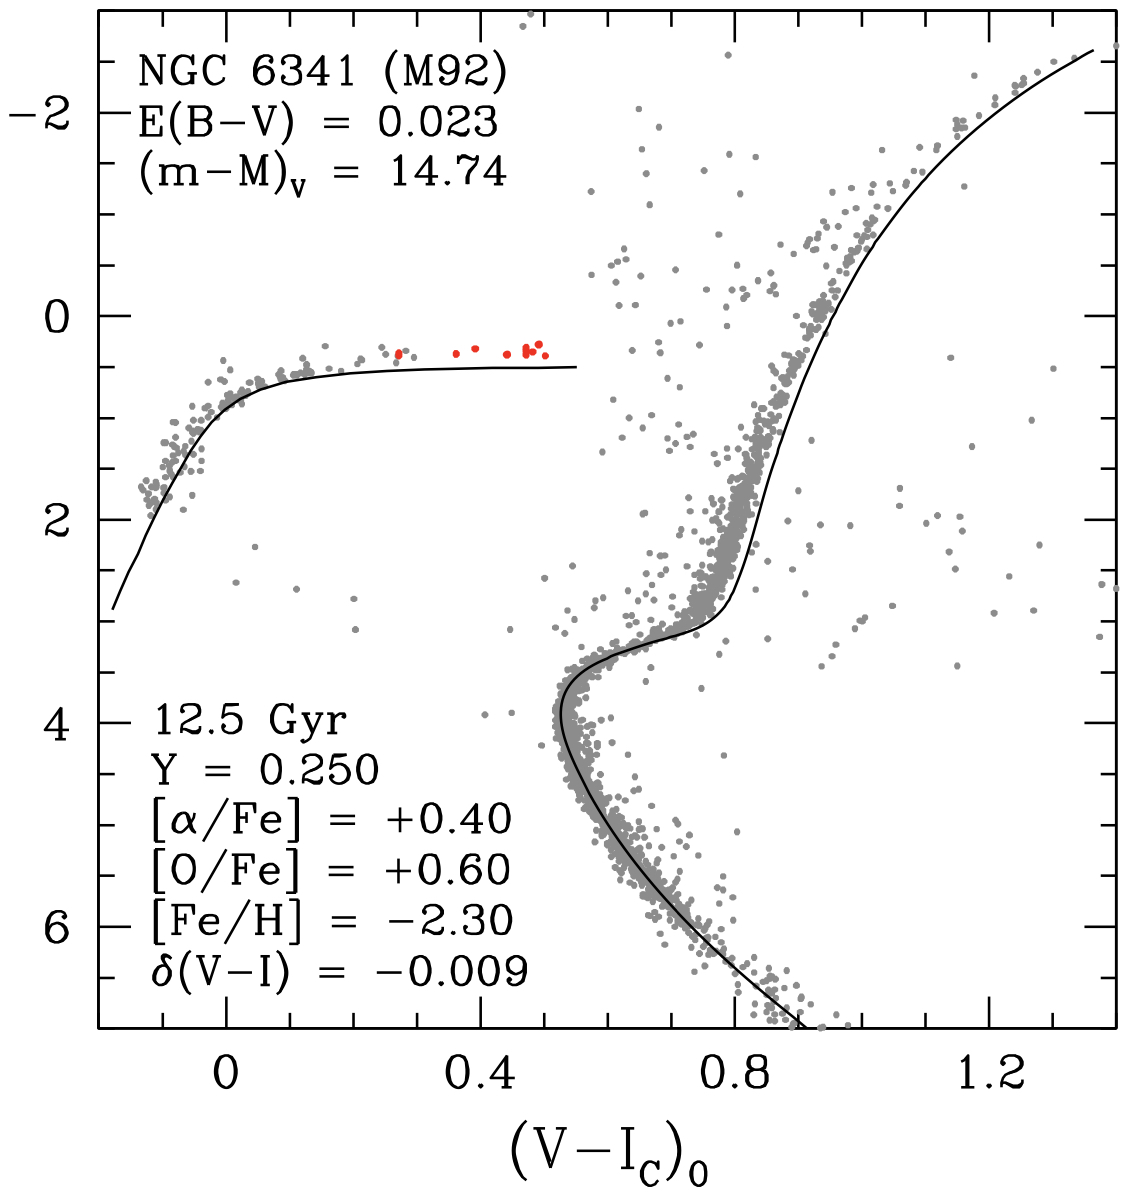 NGC 6341 (M92)
E(B−V) = 0.023
(m−M)V = 14.74
−2
0
2
4
6
12.5 Gyr
Y = 0.250
[α/Fe] = +0.40
[O/Fe] = +0.60
[Fe/H] = −2.30
δ(V−I) = −0.009
0 0.4 0.8 1.2
(V−IC)0